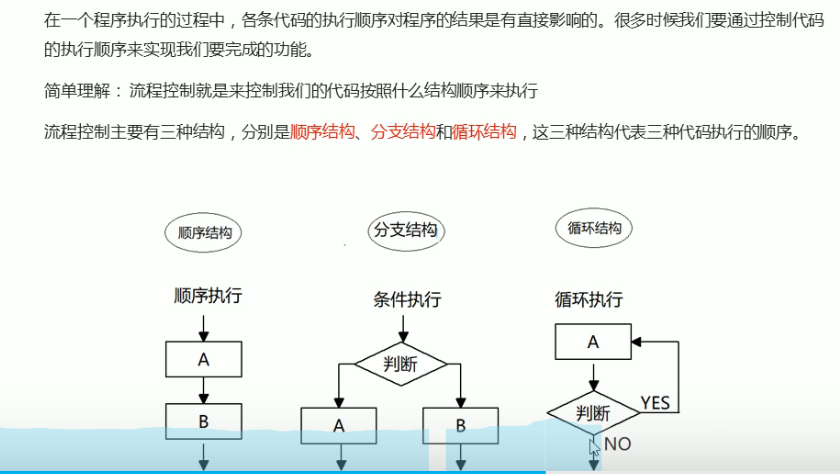 在一个程序执行的过程中，各条代码的执行顺序对程序的结果是有直接影响的。很多时候我们要通过控制代码
的执行顺序来实现我们要完成的功能。
简单理解： 流程控制就是来控制我们的代码按照什么结构顺序来执行
流程控制主要有三种结构，分别是顺序结构、分支结构和循环结构，这三种结构代表三种代码执行的顺序。
顺序结构 分支结构 循环结构
顺序执行 条件执行 循环执行
A
判断
A
B
A
B
判断
YES
NO